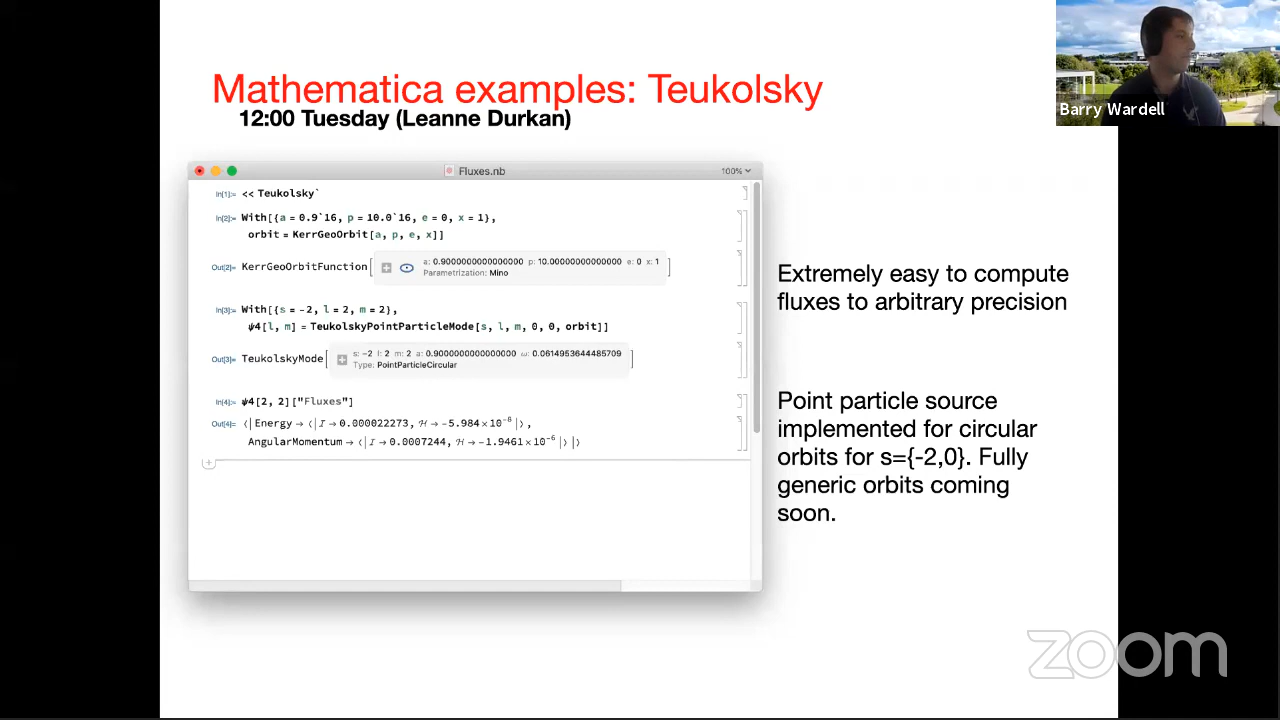 Mathematica examples: Teukolsky
12:00 Tuesday (Leanne Durkan)
Barry Wardell
Fluxes.nb
100%
In[1]:= << Teukolsky`
In[2]:= With[{a = 0.9`16, p = 10.0`16, e = 0, x = 1},
orbit = KerrGeoOrbit[a, p, e, x]]
Out[2]= KerrGeoOrbitFunction[
a: 0.9000000000000000 p: 10.00000000000000 e: 0 x: 1
Parametrization: Mino
]
In[3]:= With[{s = -2, l = 2, m = 2},
ψ4[l, m] = TeukolskyPointParticleMode[s, l, m, 0, 0, orbit]]
Out[3]= TeukolskyMode[
s: -2 l: 2 m: 2 a: 0.9000000000000000 ω: 0.0614953644485709
Type: PointParticleCircular
]
In[4]:= ψ4[2, 2]["Fluxes"]
Out[4]= <|Energy → <|ℐ → 0.000022273, ℋ → -5.984×10⁻⁸|>,
AngularMomentum → <|ℐ → 0.0007244, ℋ → -1.9461×10⁻⁶|>|>
Extremely easy to compute
fluxes to arbitrary precision
Point particle source
implemented for circular
orbits for s={-2,0}. Fully
generic orbits coming
soon.
zoom